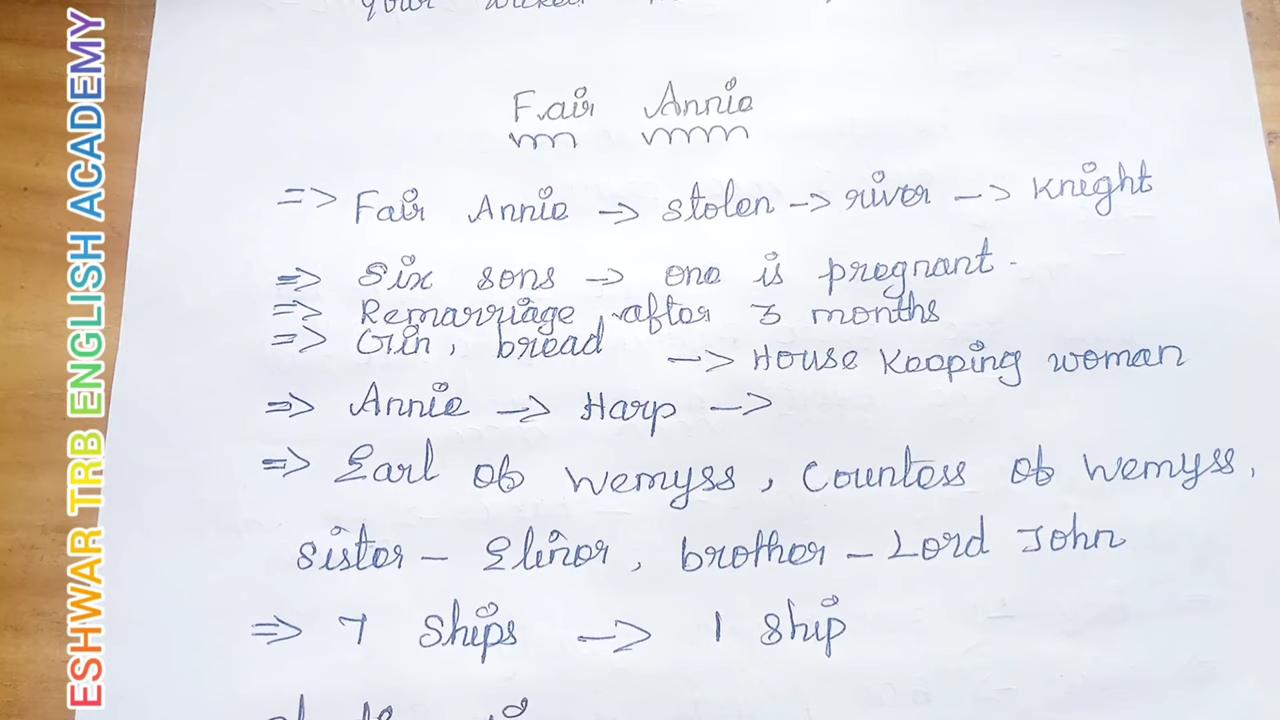 ESHWAR TRB ENGLISH ACADEMY
your
Fair Annie
=> Fair Annie -> stolen -> river -> Knight
=> Six sons -> one is pregnant.
=> Remarriage, after 3 months
=> Gin, bread -> House Keeping woman
=> Annie -> Harp ->
=> Earl of Wemyss, Countess of Wemyss,
Sister - Elinor, brother - Lord John
=> 7 Ships -> 1 Ship